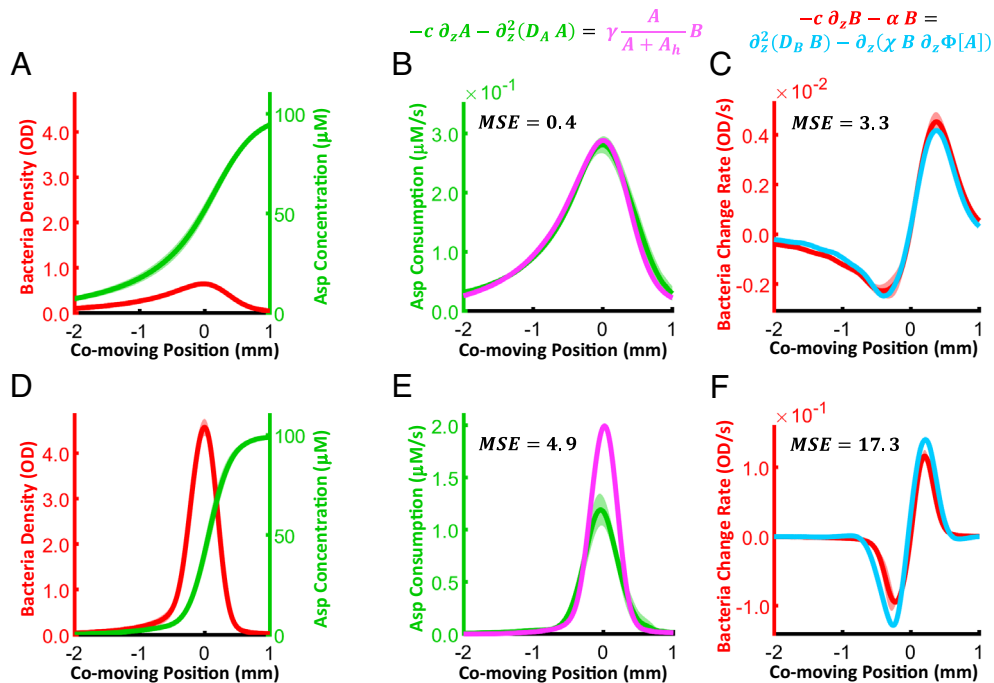 −c ∂zA − ∂z²(DA A) = γ A/(A + Ah) B
−c ∂zB − α B =
∂z²(DB B) − ∂z(χ B ∂zΦ[A])
A
Bacteria Density (OD)
4.0
3.0
2.0
1.0
0.0
Asp Concentration (μM)
100
50
0
-2 -1 0 1
Co-moving Position (mm)
B
×10⁻¹
MSE = 0.4
Asp Consumption (μM/s)
3.0
2.0
1.0
0.0
-2 -1 0 1
Co-moving Position (mm)
C
×10⁻²
MSE = 3.3
Bacteria Change Rate (OD/s)
0.4
0.2
0.0
-0.2
-2 -1 0 1
Co-moving Position (mm)
D
Bacteria Density (OD)
4.0
3.0
2.0
1.0
0.0
Asp Concentration (μM)
100
50
0
-2 -1 0 1
Co-moving Position (mm)
E
MSE = 4.9
Asp Consumption (μM/s)
2.0
1.5
1.0
0.5
0.0
-2 -1 0 1
Co-moving Position (mm)
F
×10⁻¹
MSE = 17.3
Bacteria Change Rate (OD/s)
1.0
0.0
-1.0
-2 -1 0 1
Co-moving Position (mm)